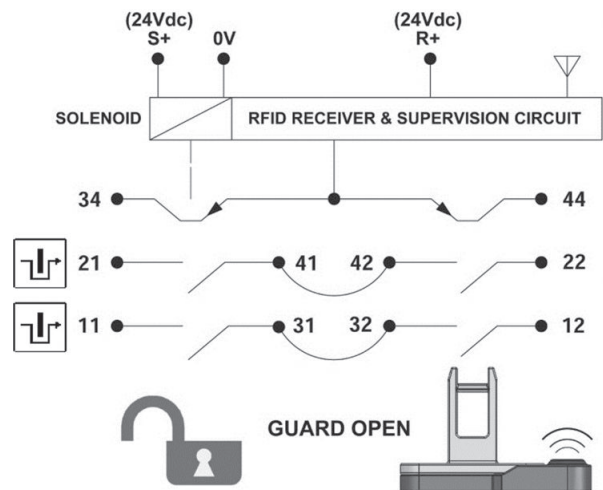 (24Vdc) (24Vdc)
S+ 0V R+
SOLENOID RFID RECEIVER & SUPERVISION CIRCUIT
34 44
21 41 42 22
11 31 32 12
GUARD OPEN